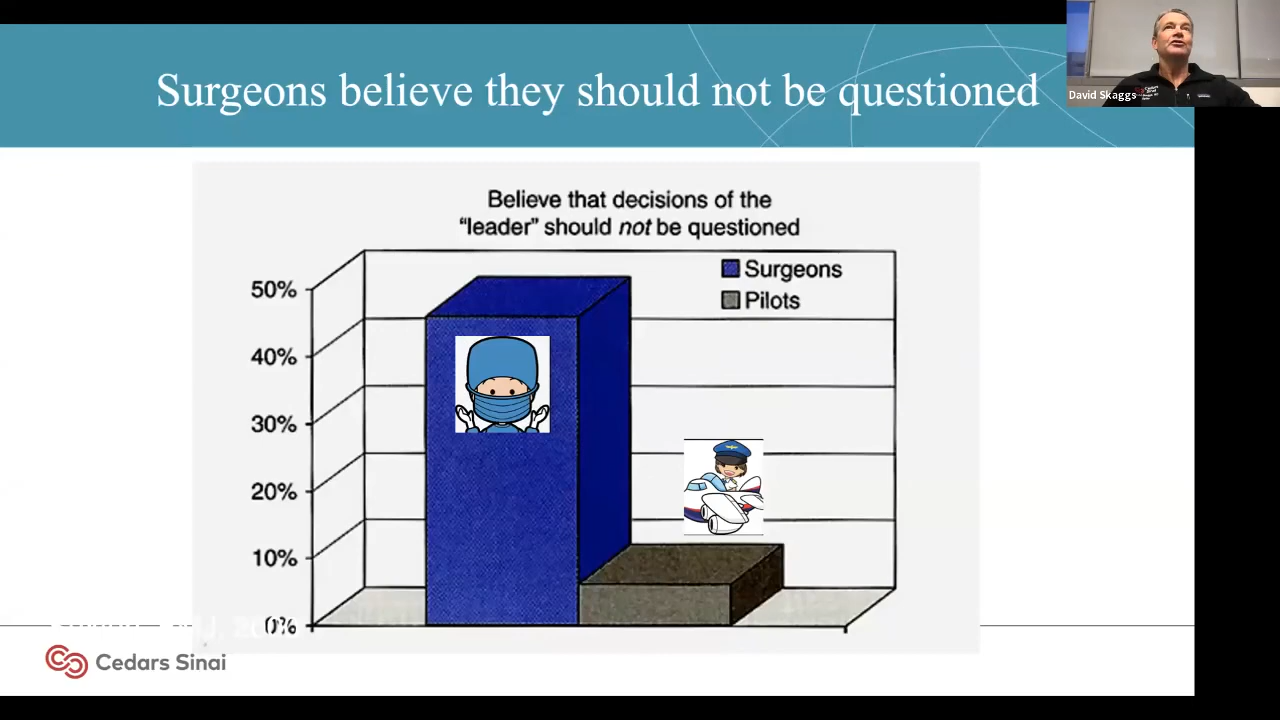 Surgeons believe they should not be questioned
David Skaggs
Believe that decisions of the
“leader” should not be questioned
Surgeons
Pilots
50%
40%
30%
20%
10%
0%
Cedars Sinai